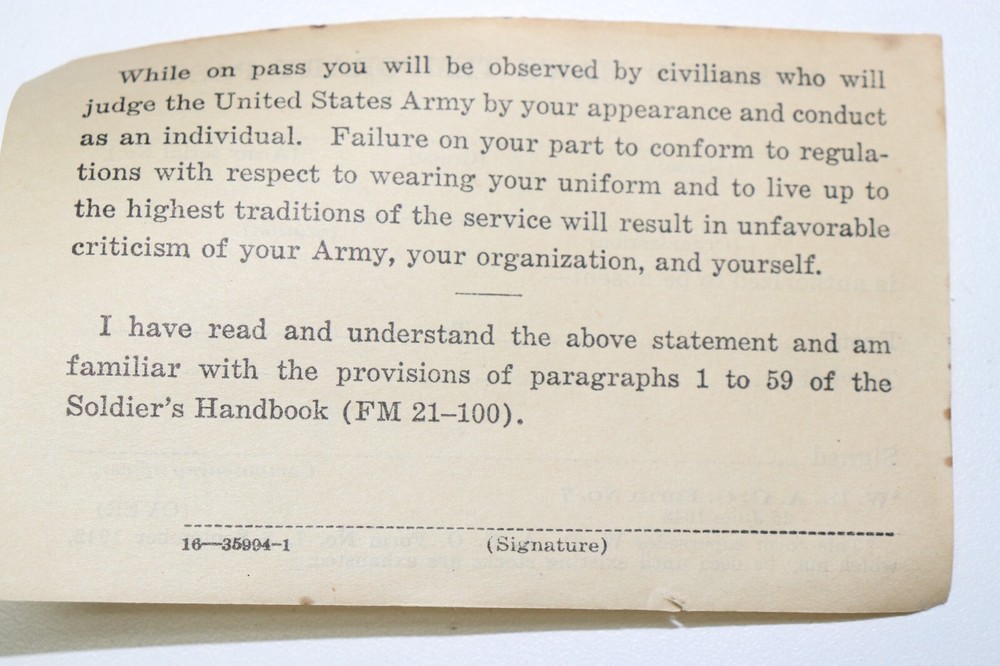 While on pass you will be observed by civilians who will
judge the United States Army by your appearance and conduct
as an individual. Failure on your part to conform to regula-
tions with respect to wearing your uniform and to live up to
the highest traditions of the service will result in unfavorable
criticism of your Army, your organization, and yourself.
I have read and understand the above statement and am
familiar with the provisions of paragraphs 1 to 59 of the
Soldier's Handbook (FM 21–100).
16—35994-1 (Signature)